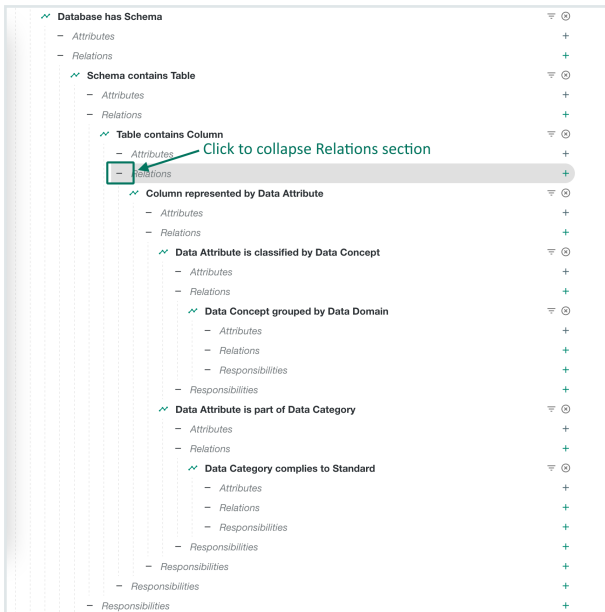 Database has Schema
– Attributes +
– Relations +
Schema contains Table
– Attributes +
– Relations +
Table contains Column
– Attributes +
Click to collapse Relations section
– Relations +
Column represented by Data Attribute
– Attributes +
– Relations +
Data Attribute is classified by Data Concept
– Attributes +
– Relations +
Data Concept grouped by Data Domain
– Attributes +
– Relations +
– Responsibilities +
– Responsibilities +
Data Attribute is part of Data Category
– Attributes +
– Relations +
Data Category complies to Standard
– Attributes +
– Relations +
– Responsibilities +
– Responsibilities +
– Responsibilities +
– Responsibilities +
– Responsibilities +